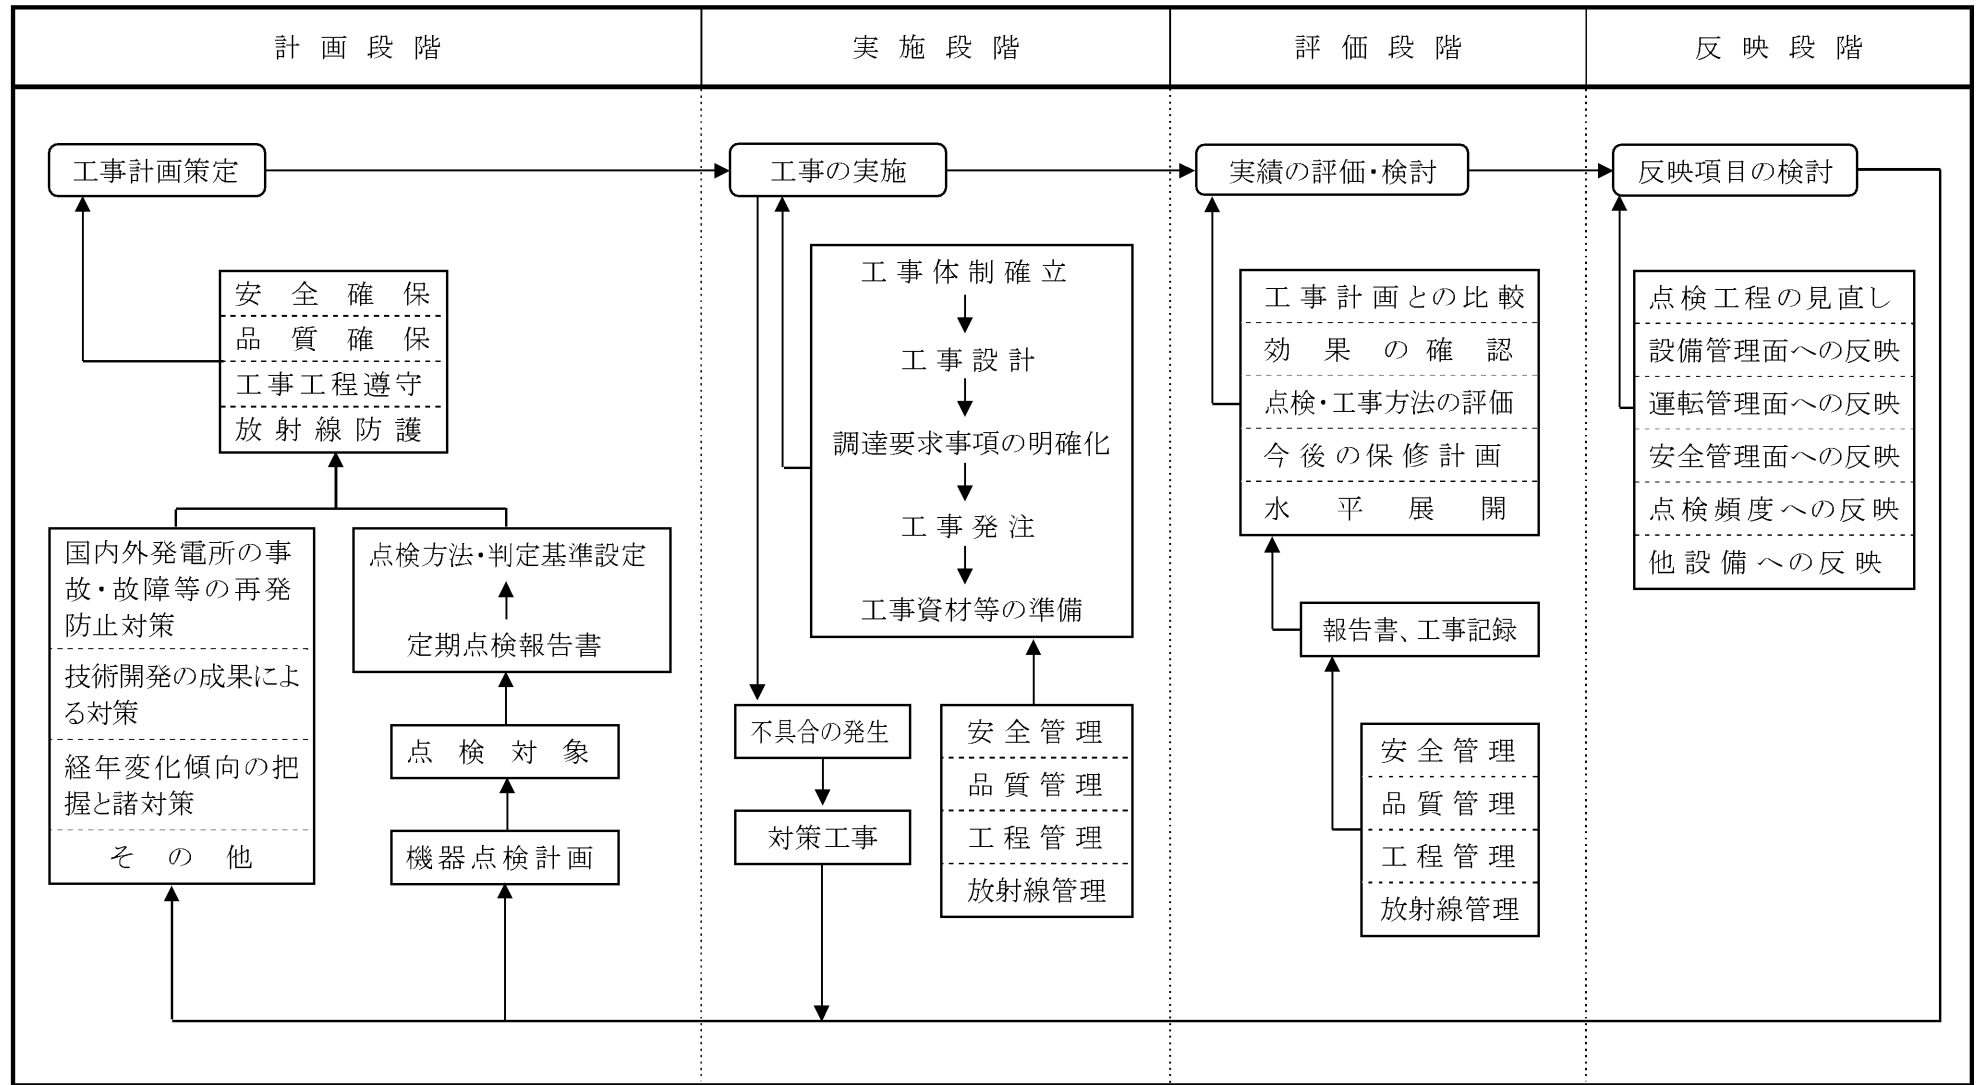 計画段階
実施段階
評価段階
反映段階
工事計画策定
工事の実施
実績の評価・検討
反映項目の検討
安全確保
品質確保
工事工程遵守
放射線防護
国内外発電所の事
故・故障等の再発
防止対策
技術開発の成果によ
る対策
経年変化傾向の把
握と諸対策
その他
点検方法・判定基準設定
定期点検報告書
点検対象
機器点検計画
工事体制確立
工事設計
調達要求事項の明確化
工事発注
工事資材等の準備
不具合の発生
対策工事
安全管理
品質管理
工程管理
放射線管理
工事計画との比較
効果の確認
点検・工事方法の評価
今後の保修計画
水平展開
報告書、工事記録
安全管理
品質管理
工程管理
放射線管理
点検工程の見直し
設備管理面への反映
運転管理面への反映
安全管理面への反映
点検頻度への反映
他設備への反映